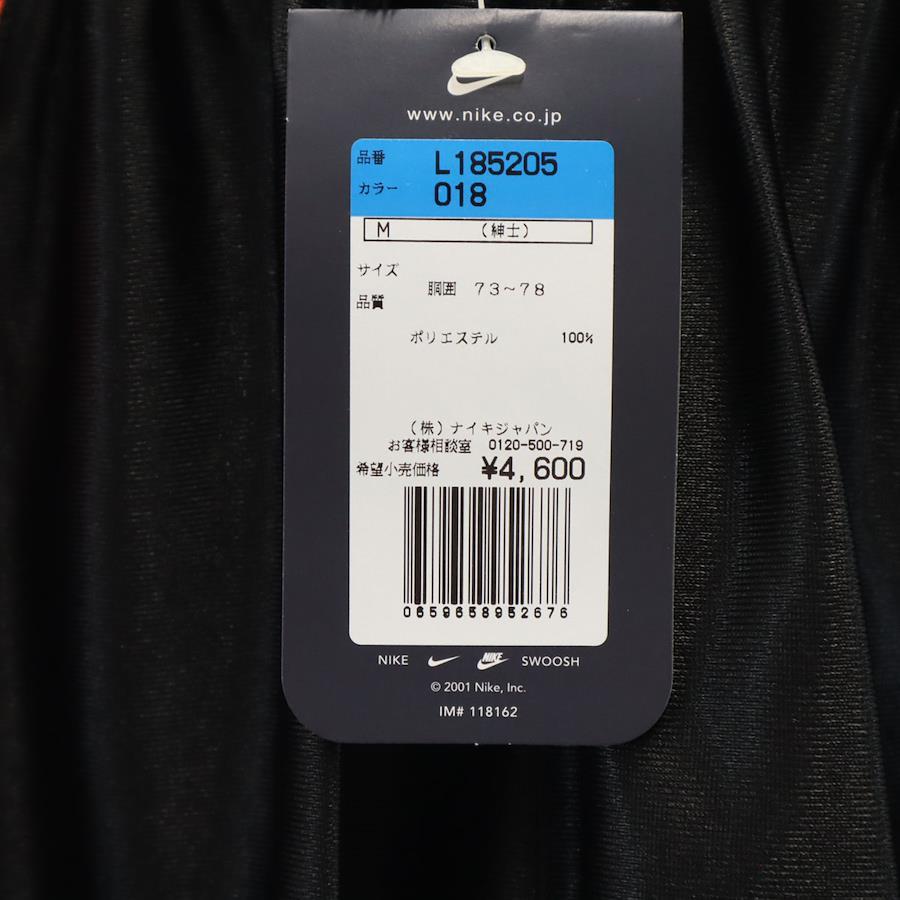 www.nike.co.jp
品番 L185205
カラー 018
M （紳士）
サイズ
胴囲 73～78
品質
ポリエステル 100%
（株）ナイキジャパン
お客様相談室 0120-500-719
希望小売価格 ¥4,600
0659658952676
NIKE NIKE SWOOSH
© 2001 Nike, Inc.
IM# 118162